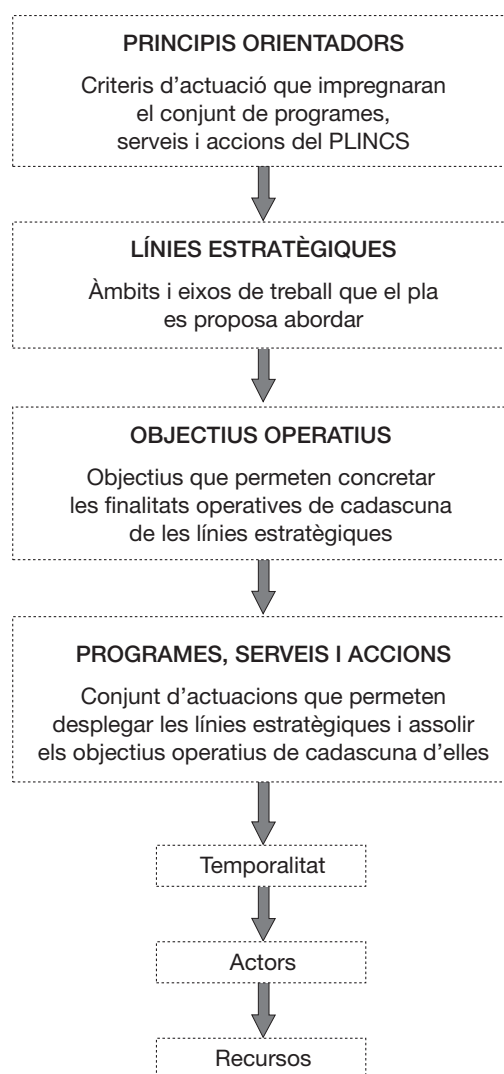 PRINCIPIS ORIENTADORS
Criteris d’actuació que impregnaran
el conjunt de programes,
serveis i accions del PLINCS
LÍNIES ESTRATÈGIQUES
Àmbits i eixos de treball que el pla
es proposa abordar
OBJECTIUS OPERATIUS
Objectius que permeten concretar
les finalitats operatives de cadascuna
de les línies estratègiques
PROGRAMES, SERVEIS I ACCIONS
Conjunt d’actuacions que permeten
desplegar les línies estratègiques i assolir
els objectius operatius de cadascuna d’elles
Temporalitat
Actors
Recursos